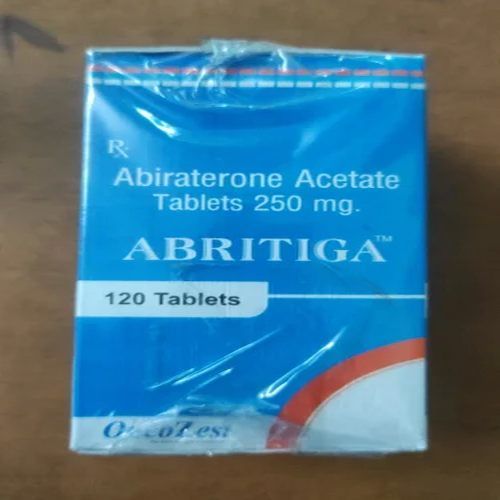 Rx
Abiraterone Acetate
Tablets 250 mg.
ABRITIGA™
120 Tablets